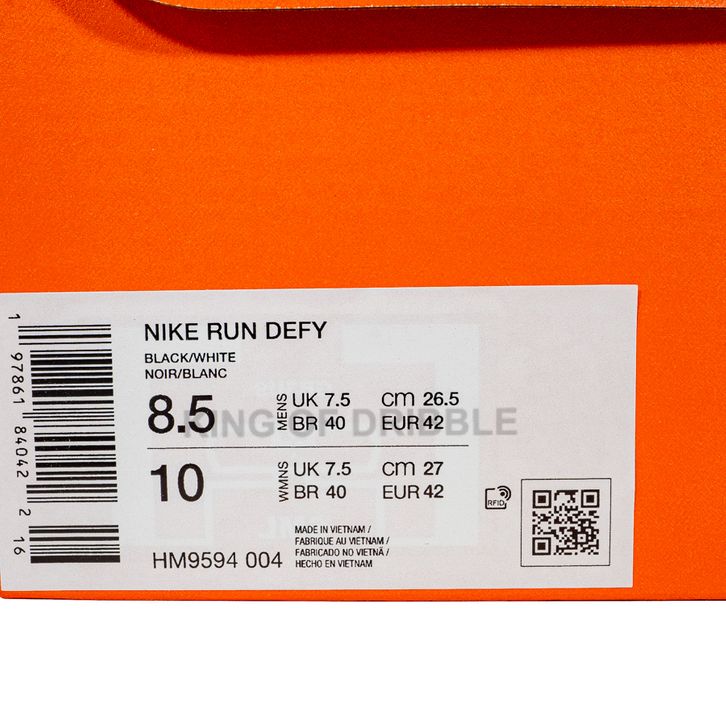 NIKE RUN DEFY
BLACK/WHITE
NOIR/BLANC
8.5 MENS UK 7.5 cm 26.5
BR 40 EUR 42
KING OF DRIBBLE
10 WMNS UK 7.5 cm 27
BR 40 EUR 42
RFID
MADE IN VIETNAM /
FABRIQUE AU VIETNAM /
FABRICADO NO VIETNÃ /
HECHO EN VIETNAM
HM9594 004
1 97861 84042 2 16